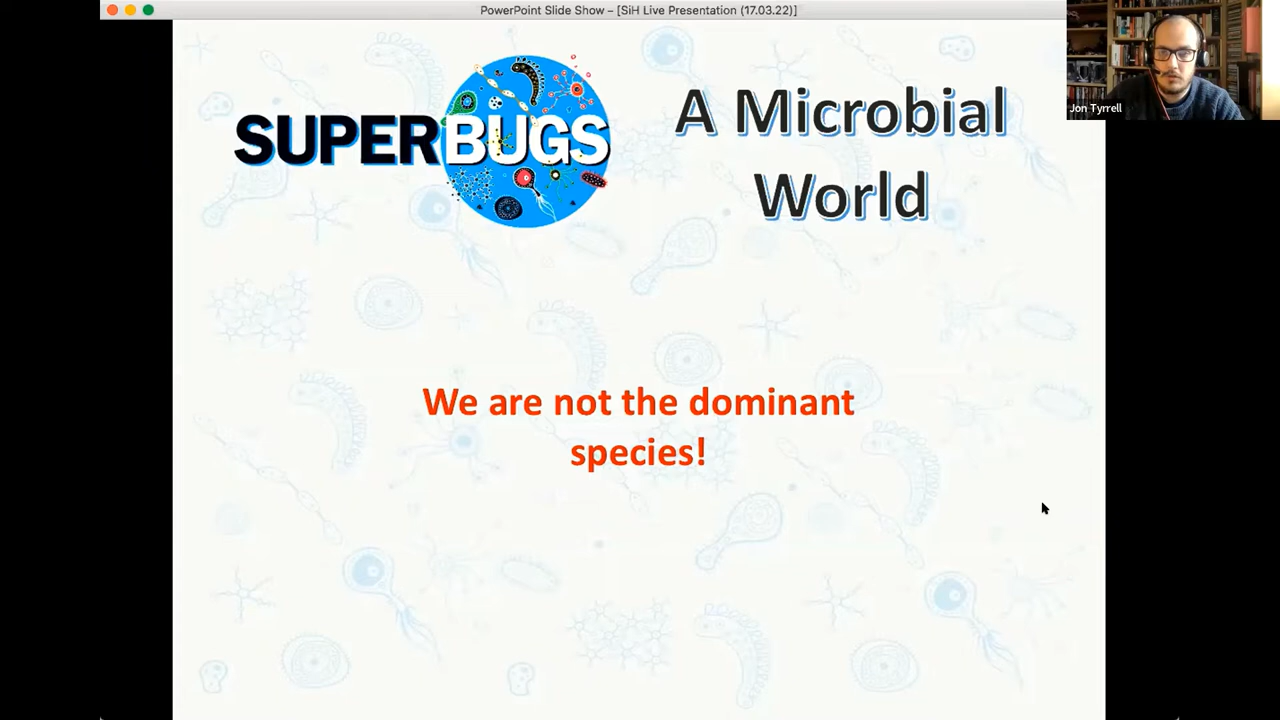 PowerPoint Slide Show – [SiH Live Presentation (17.03.22)]
Jon Tyrrell
SUPERBUGS
A Microbial
World
We are not the dominant
species!